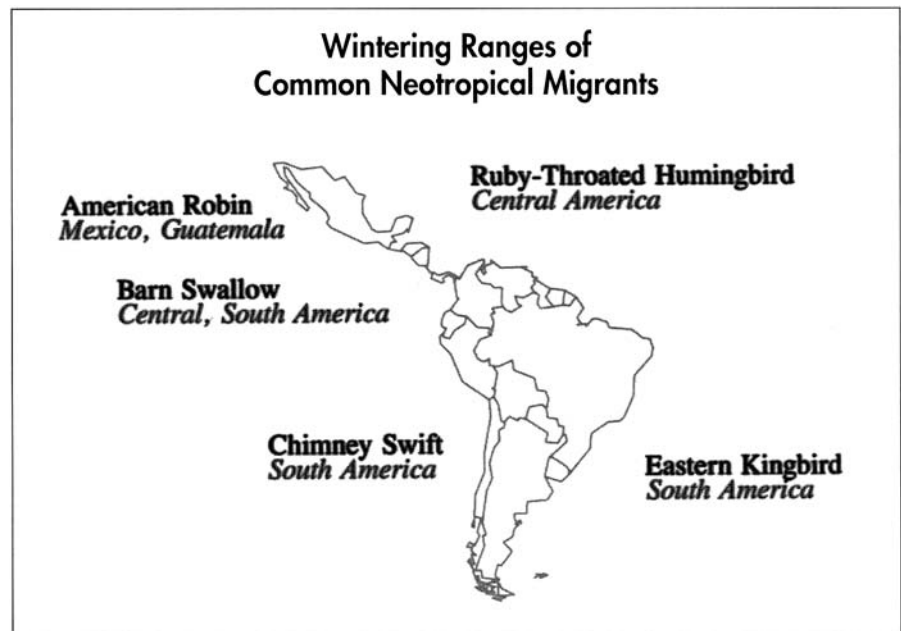 Wintering Ranges of
Common Neotropical Migrants
Ruby-Throated Humingbird
Central America
American Robin
Mexico, Guatemala
Barn Swallow
Central, South America
Chimney Swift
South America
Eastern Kingbird
South America